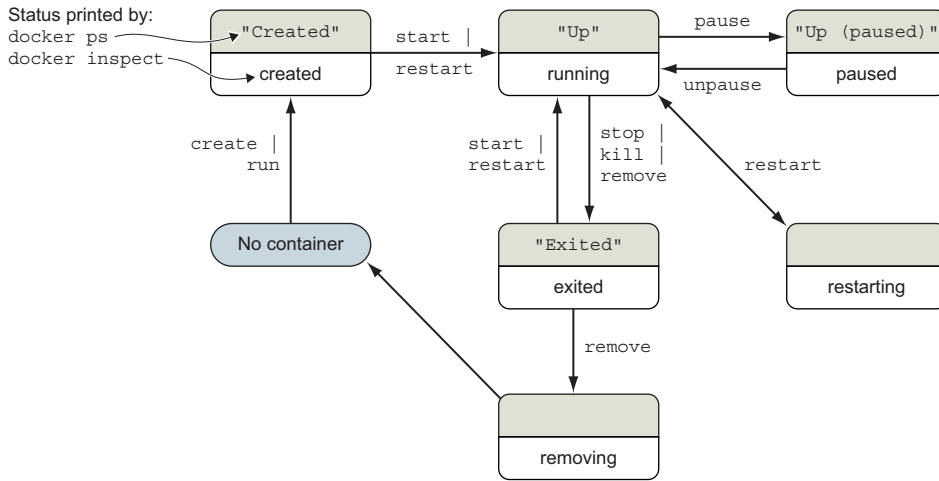 Status printed by:
docker ps
docker inspect
"Created"
created
start |
restart
"Up"
running
pause
unpause
"Up (paused)"
paused
create |
run
start |
restart
stop |
kill |
remove
restart
No container
"Exited"
exited
restarting
remove
removing